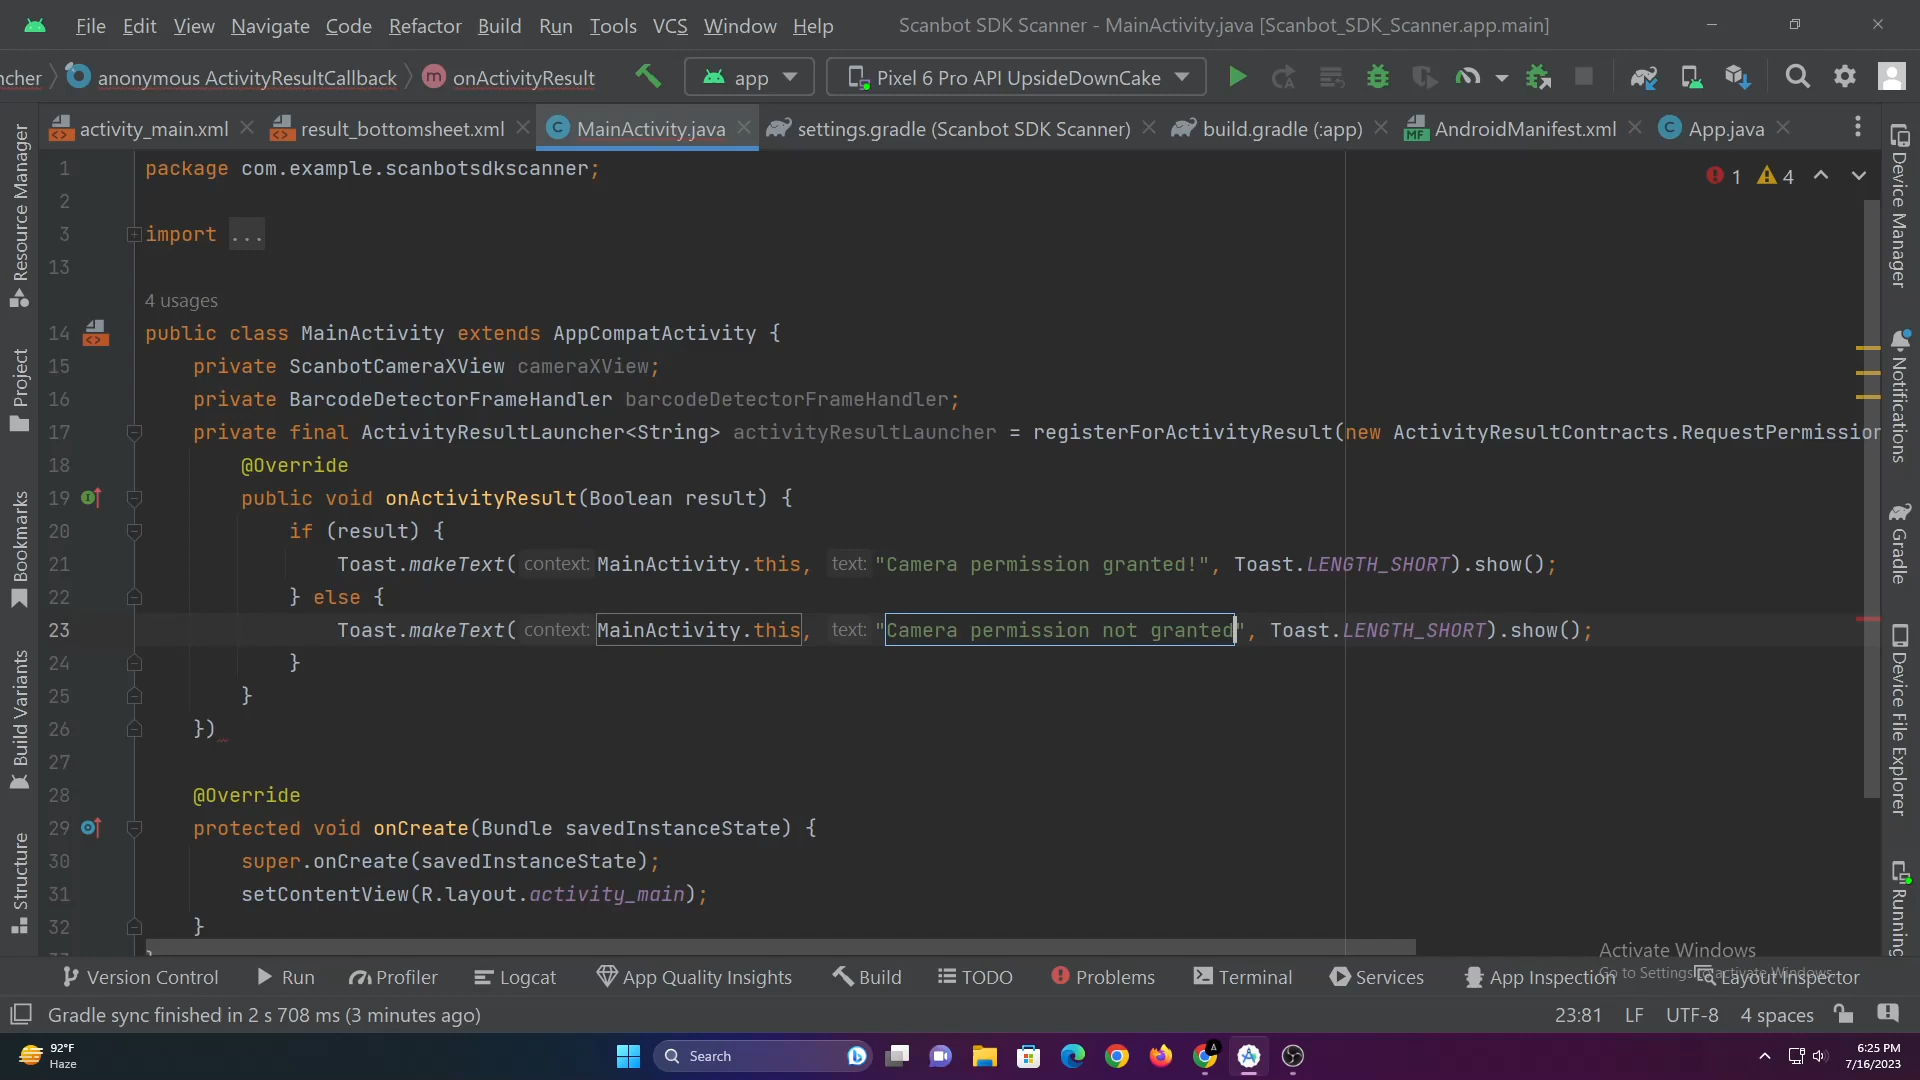 File Edit View Navigate Code Refactor Build Run Tools VCS Window Help Scanbot SDK Scanner - MainActivity.java [Scanbot_SDK_Scanner.app.main]
ncher anonymous ActivityResultCallback m onActivityResult app Pixel 6 Pro API UpsideDownCake
activity_main.xml result_bottomsheet.xml C MainActivity.java settings.gradle (Scanbot SDK Scanner) build.gradle (:app) MF AndroidManifest.xml C App.java
1 package com.example.scanbotsdkscanner; 1 4
2
3 import ...
13
4 usages
14 public class MainActivity extends AppCompatActivity {
15 private ScanbotCameraXView cameraXView;
16 private BarcodeDetectorFrameHandler barcodeDetectorFrameHandler;
17 private final ActivityResultLauncher<String> activityResultLauncher = registerForActivityResult(new ActivityResultContracts.RequestPermission
18 @Override
19 public void onActivityResult(Boolean result) {
20 if (result) {
21 Toast.makeText( context: MainActivity.this, text: "Camera permission granted!", Toast.LENGTH_SHORT).show();
22 } else {
23 Toast.makeText( context: MainActivity.this, text: "Camera permission not granted", Toast.LENGTH_SHORT).show();
24 }
25 }
26 })
27
28 @Override
29 protected void onCreate(Bundle savedInstanceState) {
30 super.onCreate(savedInstanceState);
31 setContentView(R.layout.activity_main);
32 }
Resource Manager
Project
Bookmarks
Build Variants
Structure
Device Manager
Notifications
Gradle
Device File Explorer
Running
Activate Windows
Go to Settings to activate Windows.
Version Control Run Profiler Logcat App Quality Insights Build TODO Problems Terminal Services App Inspection Layout Inspector
Gradle sync finished in 2 s 708 ms (3 minutes ago) 23:81 LF UTF-8 4 spaces
92°F
Haze
Search
6:25 PM
7/16/2023